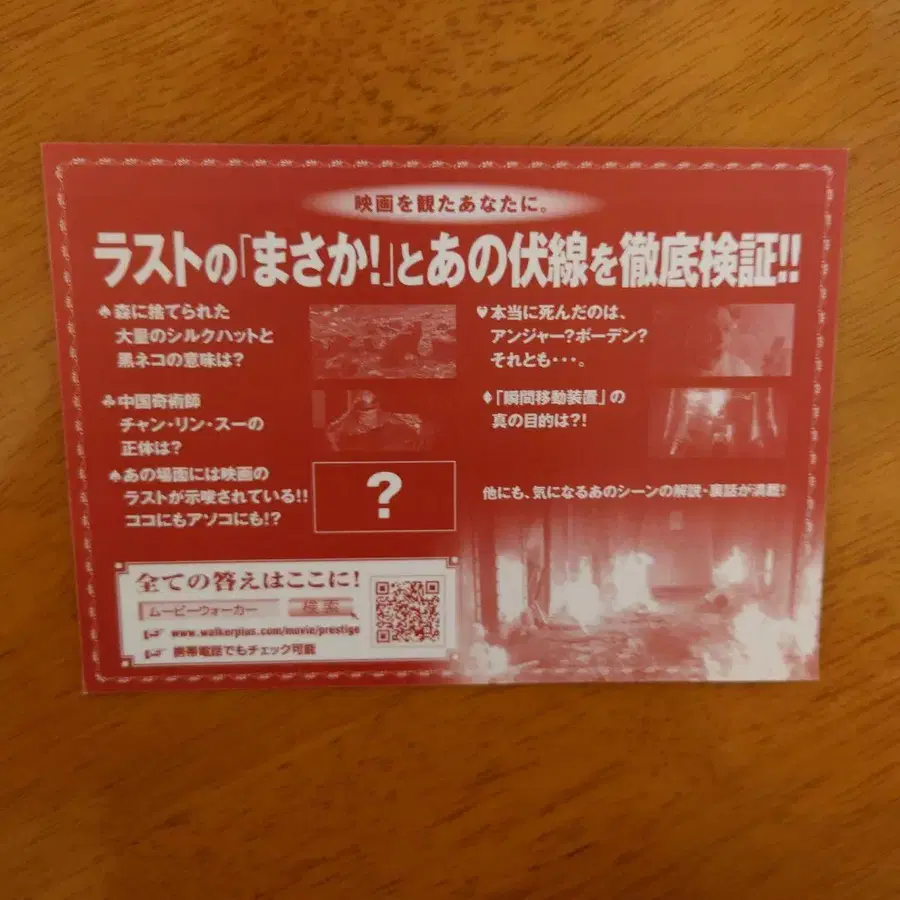 映画を観たあなたに。
ラストの「まさか!」とあの伏線を徹底検証!!
♠森に捨てられた
大量のシルクハットと
黒ネコの意味は?
♣中国奇術師
チャン・リン・スーの
正体は?
♠あの場面には映画の
ラストが示唆されている!!
ココにもアソコにも!?
?
♥本当に死んだのは、
アンジャー?ボーデン?
それとも・・・。
♦「瞬間移動装置」の
真の目的は?!
他にも、気になるあのシーンの解説・裏話が満載!
全ての答えはここに!
ムービーウォーカー 検索
www.walkerplus.com/movie/prestige
携帯電話でもチェック可能